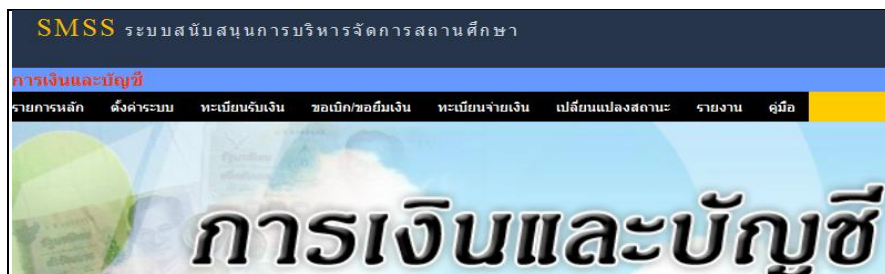 SMSS ระบบสนับสนุนการบริหารจัดการสถานศึกษา
การเงินและบัญชี
รายการหลัก ตั้งค่าระบบ ทะเบียนรับเงิน ขอเบิก/ขอยืมเงิน ทะเบียนจ่ายเงิน เปลี่ยนแปลงสถานะ รายงาน คู่มือ
การเงินและบัญชี